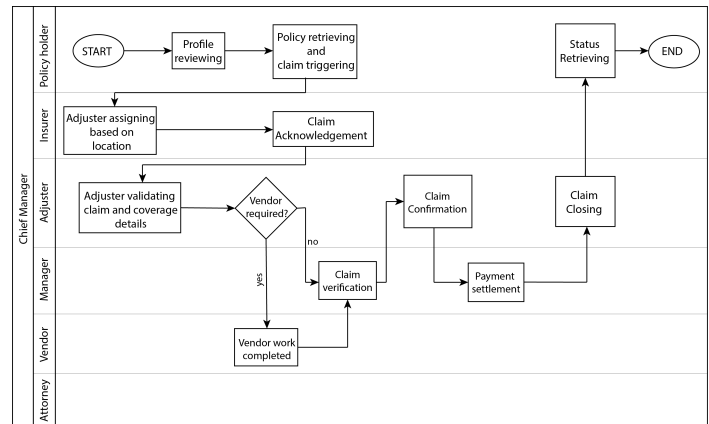 Chief Manager
Policy holder
START
Profile
reviewing
Policy retrieving
and
claim triggering
Status
Retrieving
END
Insurer
Adjuster assigning
based on
location
Claim
Acknowledgement
Adjuster
Adjuster validating
claim and coverage
details
Vendor
required?
no
yes
Claim
Confirmation
Claim
Closing
Manager
Claim
verification
Payment
settlement
Vendor
Vendor work
completed
Attorney